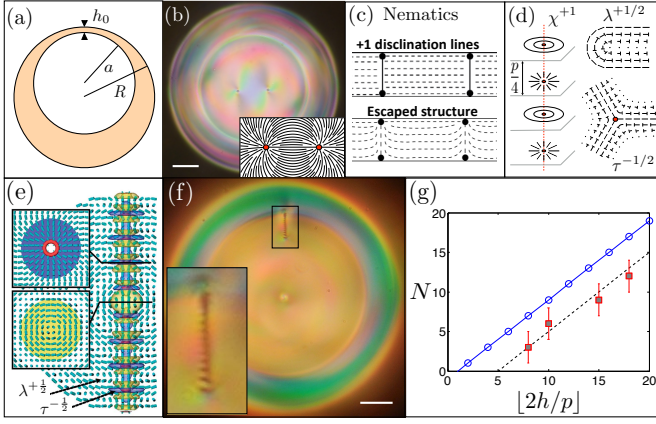 (a)
h₀
a
R
(b)
(c) Nematics
+1 disclination lines
Escaped structure
(d)
χ⁺¹
λ⁺¹/²
p/4
τ⁻¹/²
(e)
λ⁺½
τ⁻½
(f)
(g)
20
15
10
5
0
N
0
5
10
15
20
⌊2h/p⌋